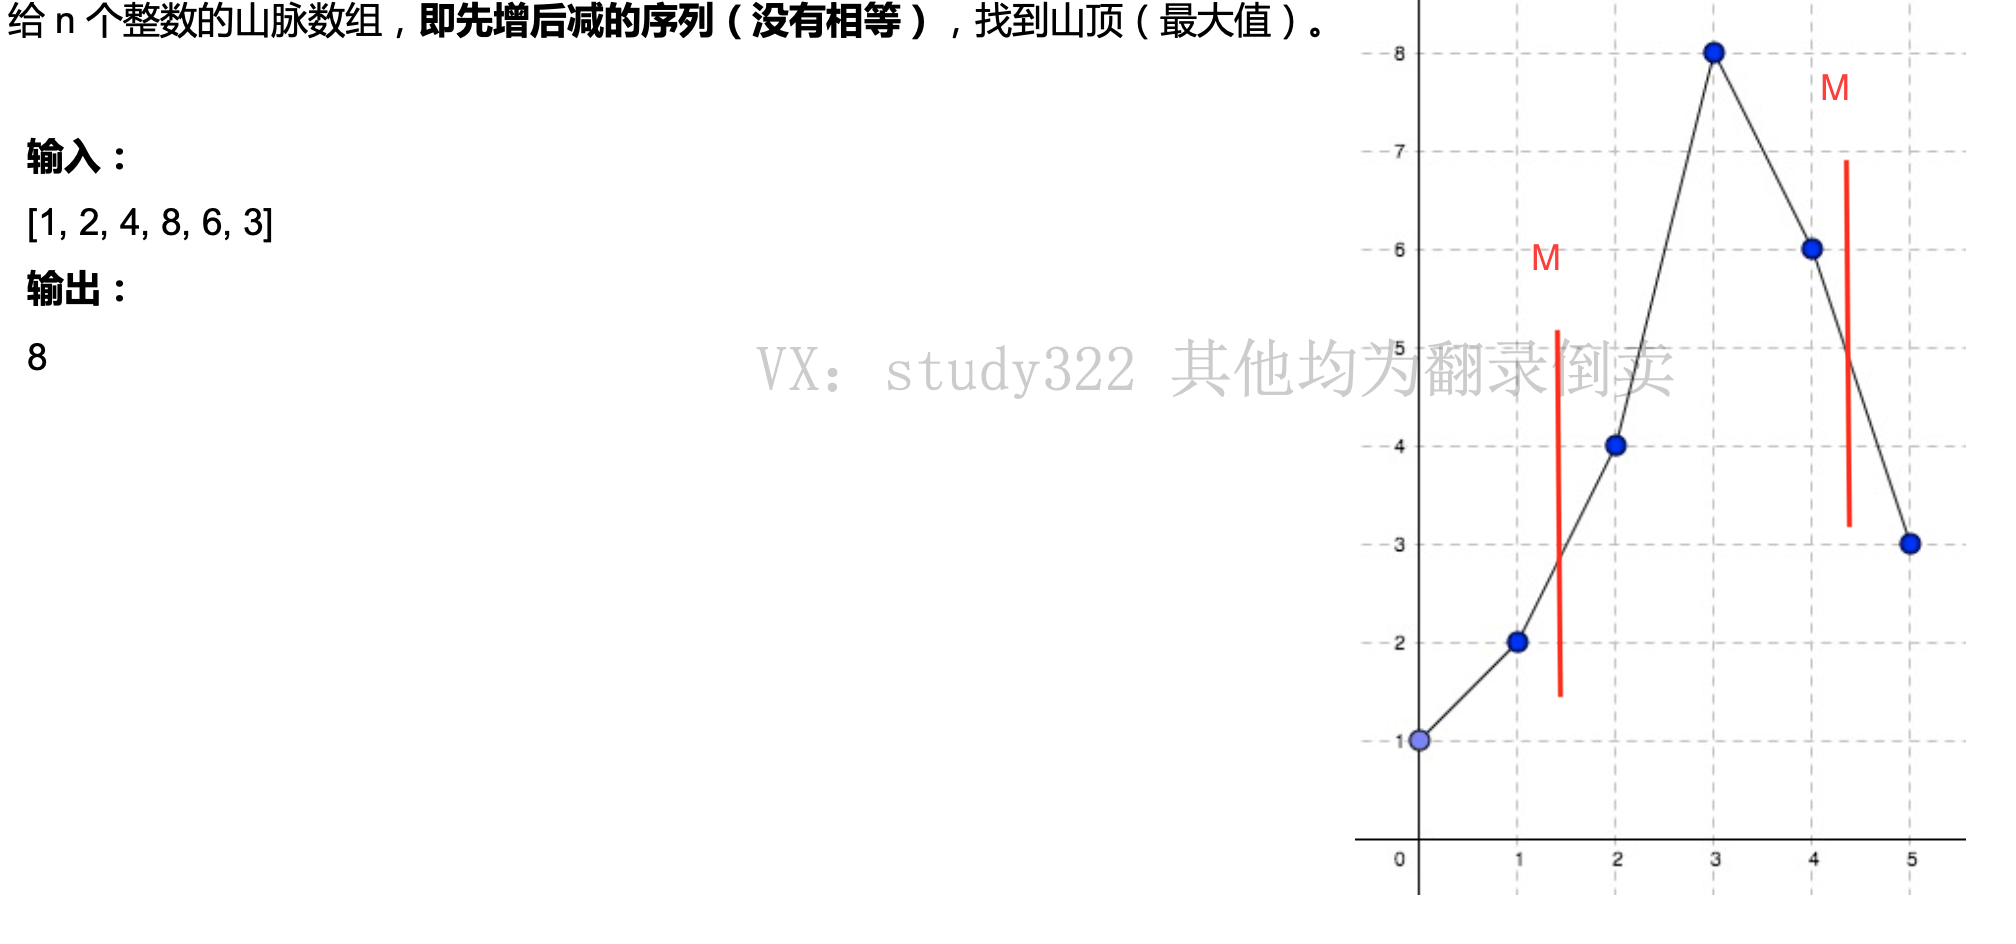 给 n 个整数的山脉数组，即先增后减的序列（没有相等），找到山顶（最大值）。
输入：
[1, 2, 4, 8, 6, 3]
输出：
8
VX：study322 其他均为翻录倒卖
M
M
8
7
6
5
4
3
2
1
0 1 2 3 4 5